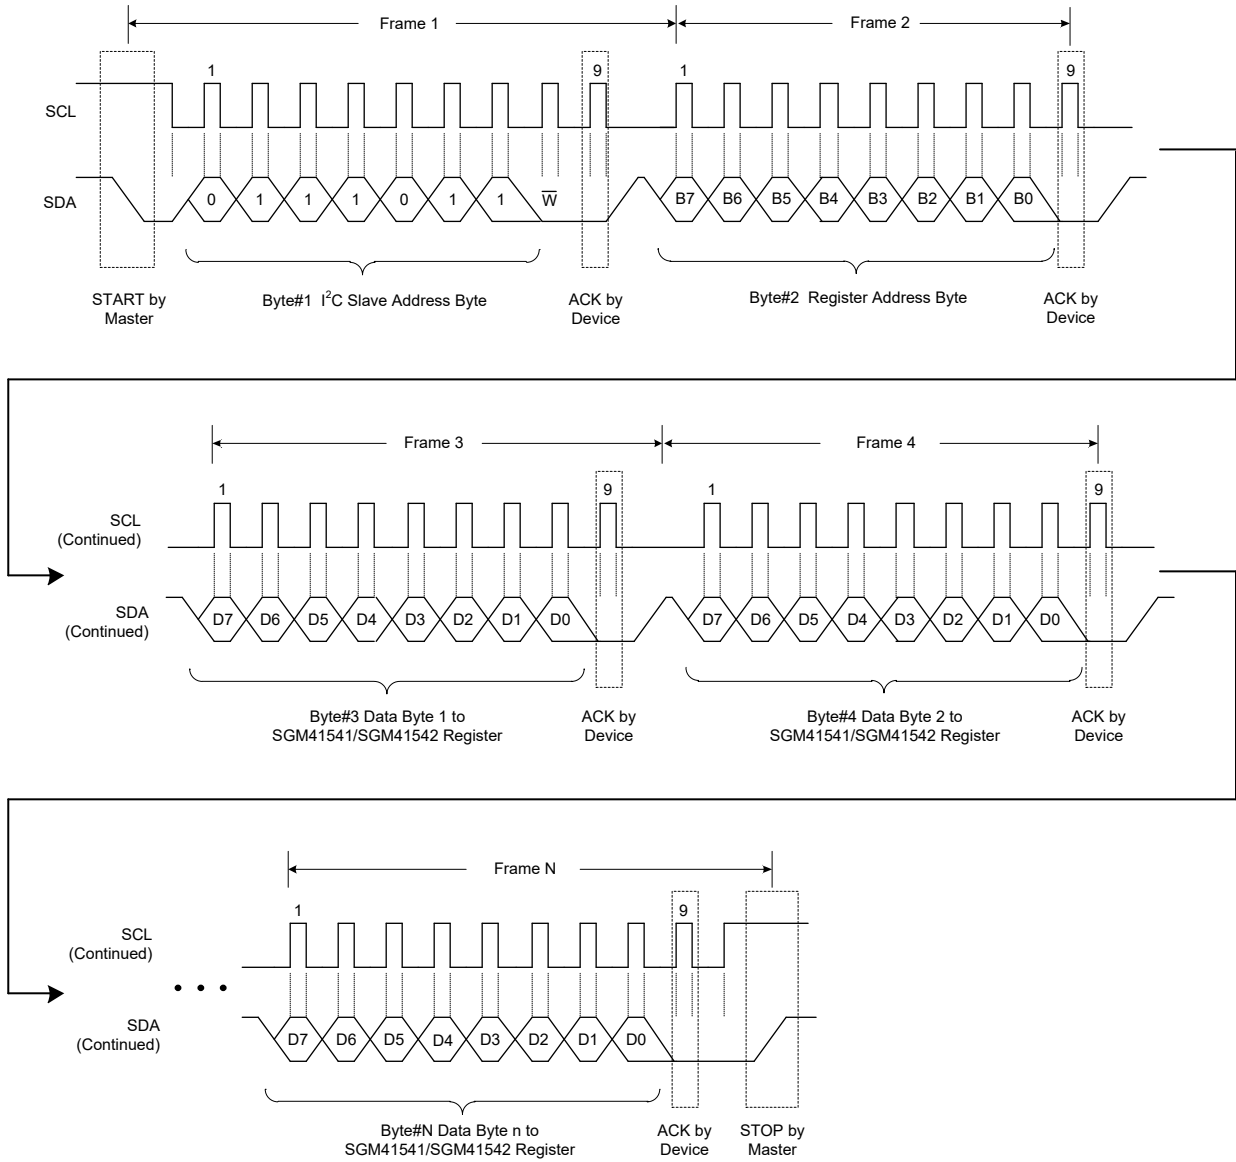 Frame 1
Frame 2
1
9
1
9
SCL
SDA
0 1 1 1 0 1 1 W̅
B7 B6 B5 B4 B3 B2 B1 B0
START by
Master
Byte#1 I²C Slave Address Byte
ACK by
Device
Byte#2 Register Address Byte
ACK by
Device
Frame 3
Frame 4
1
9
1
9
SCL
(Continued)
SDA
(Continued)
D7 D6 D5 D4 D3 D2 D1 D0
D7 D6 D5 D4 D3 D2 D1 D0
Byte#3 Data Byte 1 to
SGM41541/SGM41542 Register
ACK by
Device
Byte#4 Data Byte 2 to
SGM41541/SGM41542 Register
ACK by
Device
Frame N
1
9
SCL
(Continued)
SDA
(Continued)
D7 D6 D5 D4 D3 D2 D1 D0
Byte#N Data Byte n to
SGM41541/SGM41542 Register
ACK by
Device
STOP by
Master